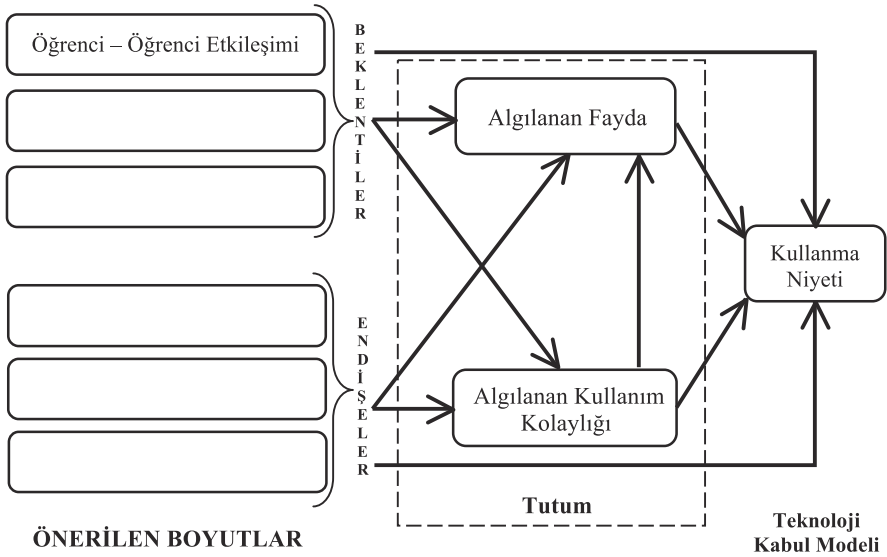 Öğrenci – Öğrenci Etkileşimi
BEKLENTİLER
Algılanan Fayda
Kullanma
Niyeti
ENDİŞELER
Algılanan Kullanım
Kolaylığı
Tutum
ÖNERİLEN BOYUTLAR
Teknoloji
Kabul Modeli